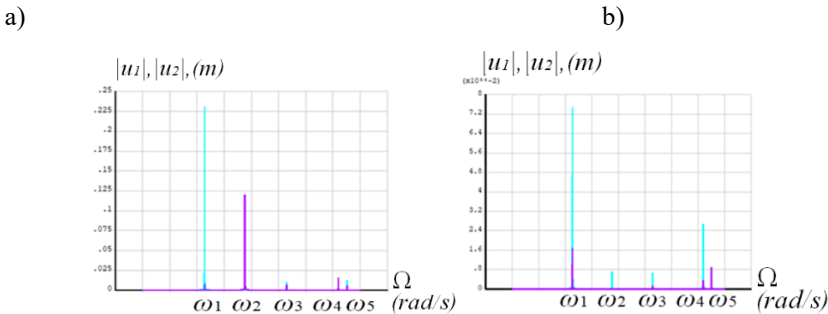 a)
b)
|u1|,|u2|,(m)
.25
.225
.2
.175
.15
.125
.1
.075
.05
.025
0
ω1 ω2 ω3 ω4 ω5
Ω
(rad/s)
|u1|,|u2|,(m)
(x10**-2)
8
7.2
6.4
5.6
4.8
4
3.2
2.4
1.6
.8
0
ω1 ω2 ω3 ω4 ω5
Ω
(rad/s)